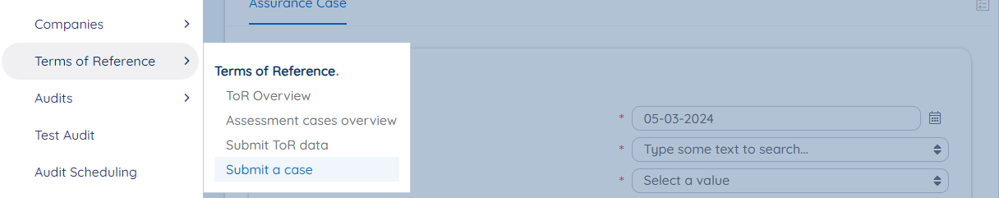 Assurance Case
Companies
Terms of Reference
Audits
Test Audit
Audit Scheduling
Terms of Reference.
ToR Overview
Assessment cases overview
Submit ToR data
Submit a case
* 05-03-2024
* Type some text to search...
* Select a value